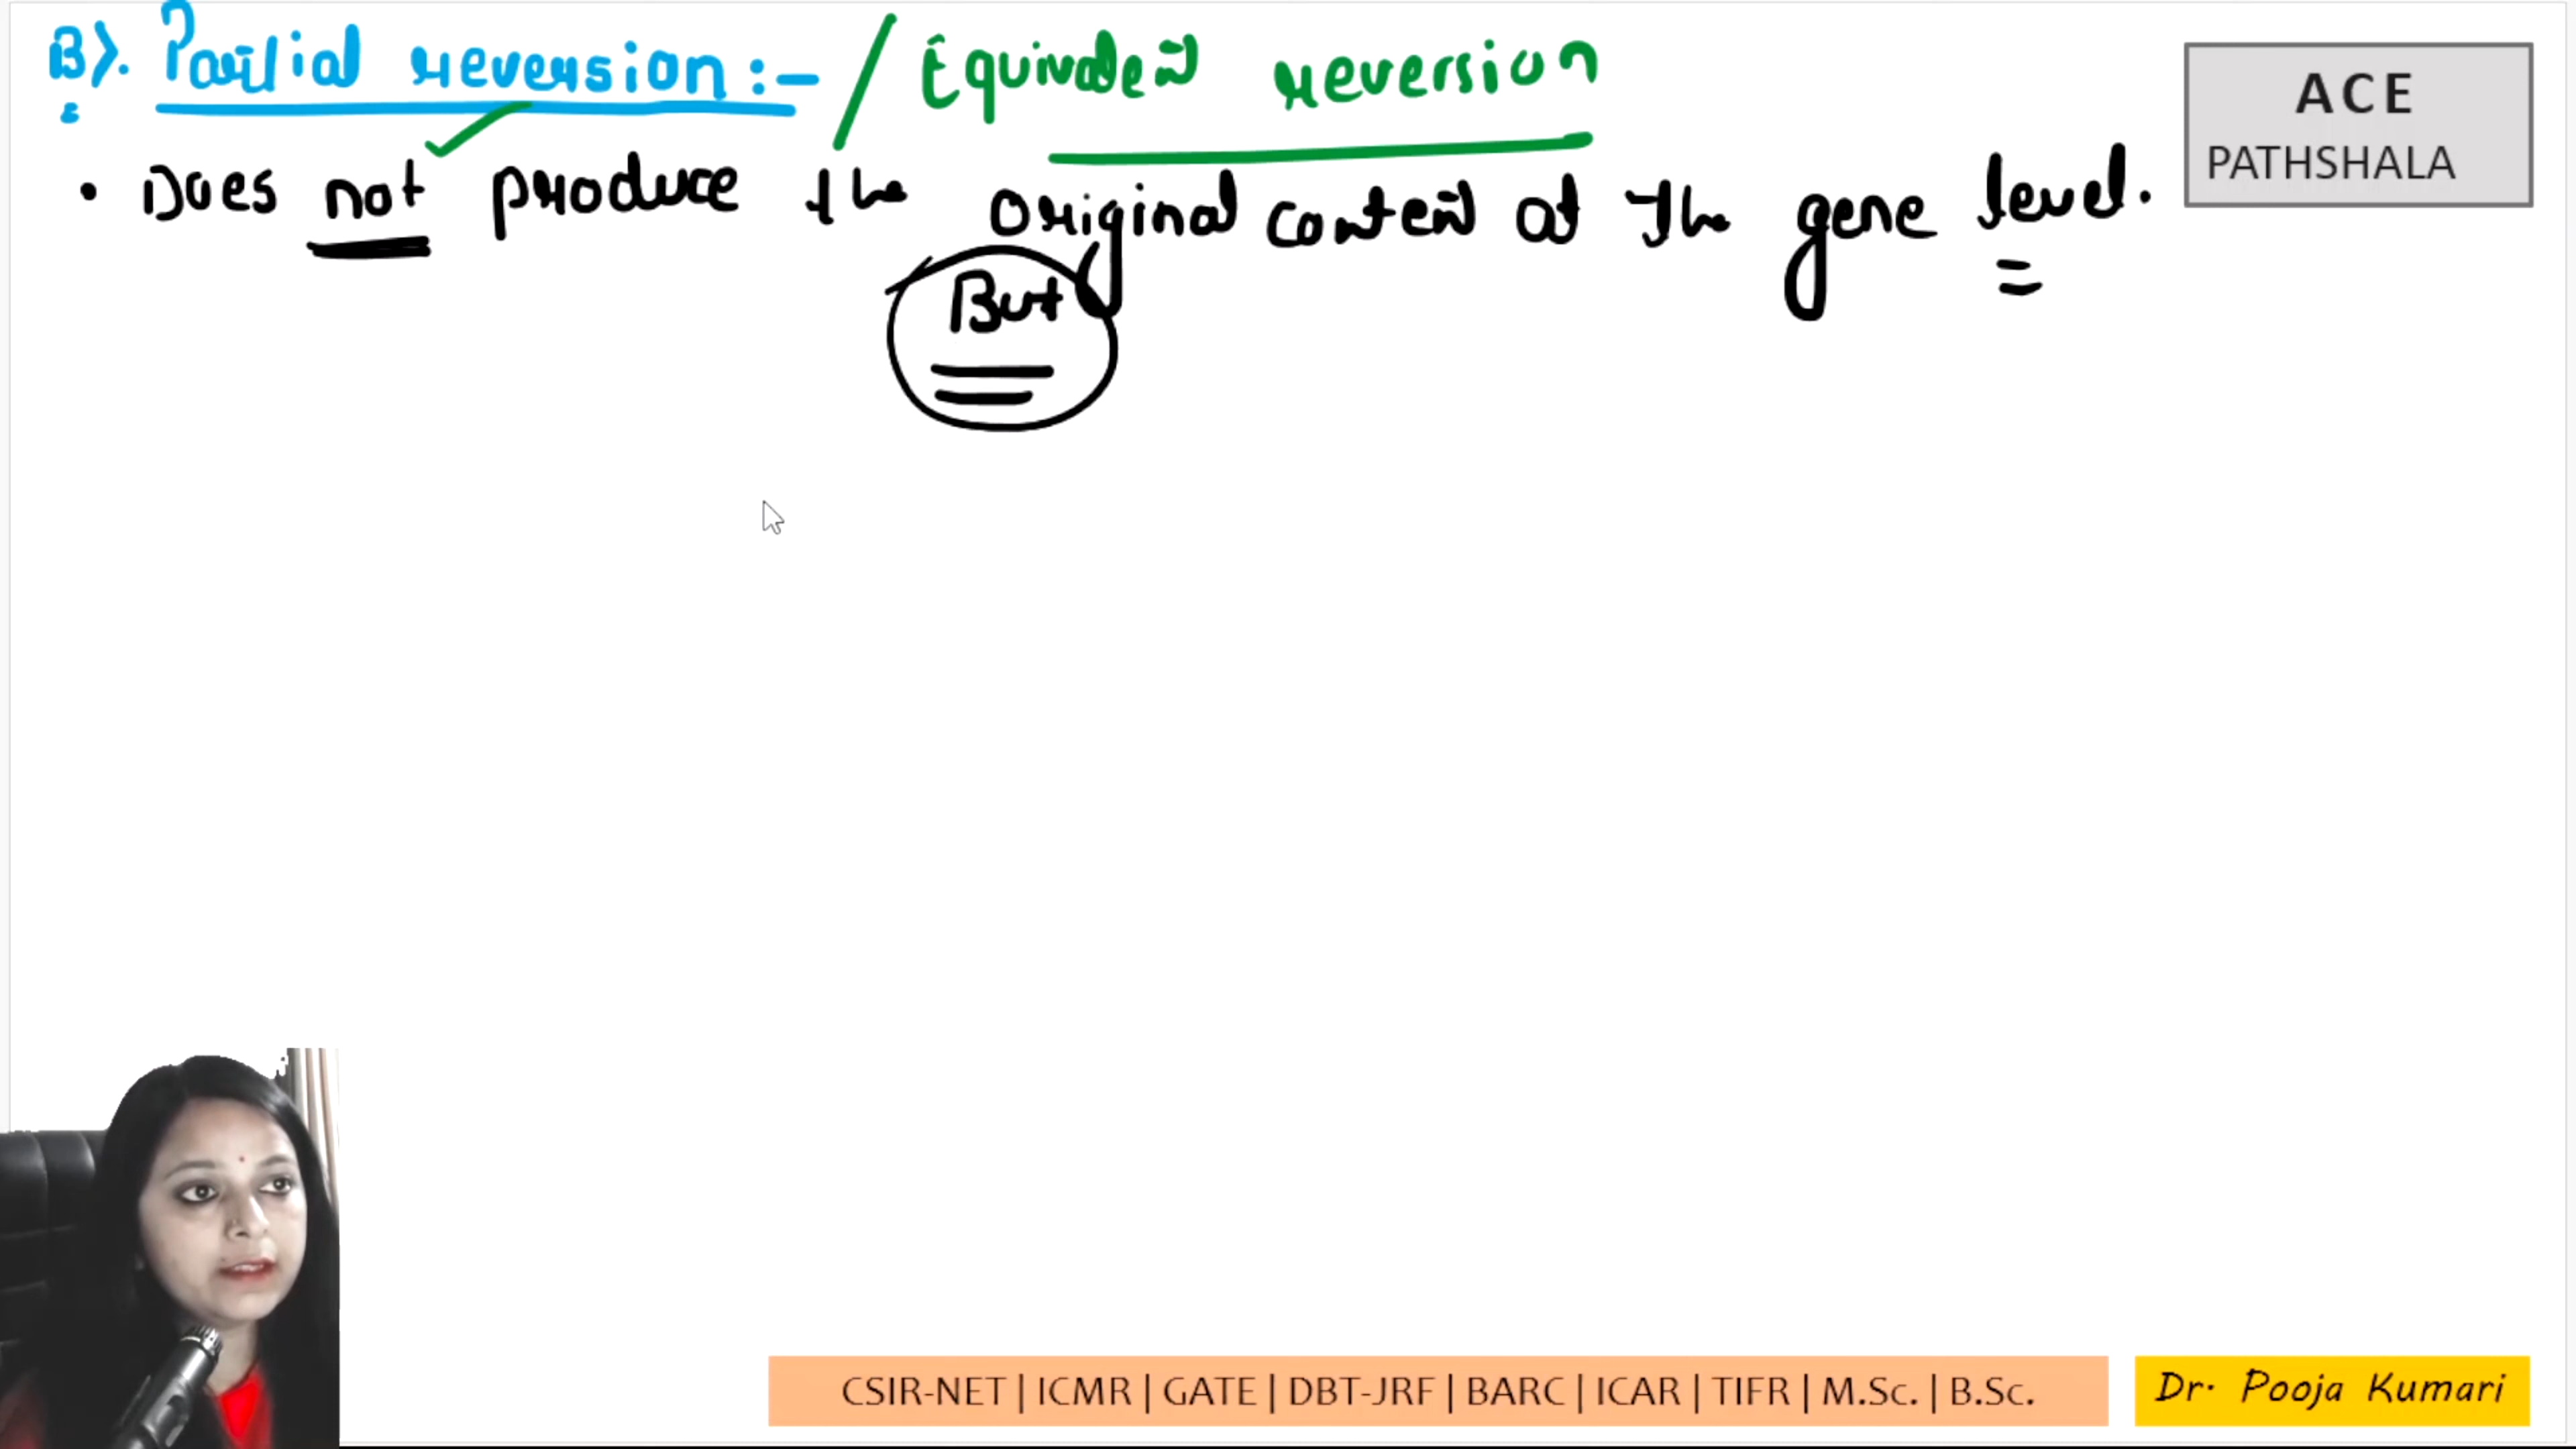 B). Partial reversion :- / Equivalent reversion
ACE
PATHSHALA
• Does not produce the original content at the gene level.
But
CSIR-NET | ICMR | GATE | DBT-JRF | BARC | ICAR | TIFR | M.Sc. | B.Sc.
Dr. Pooja Kumari